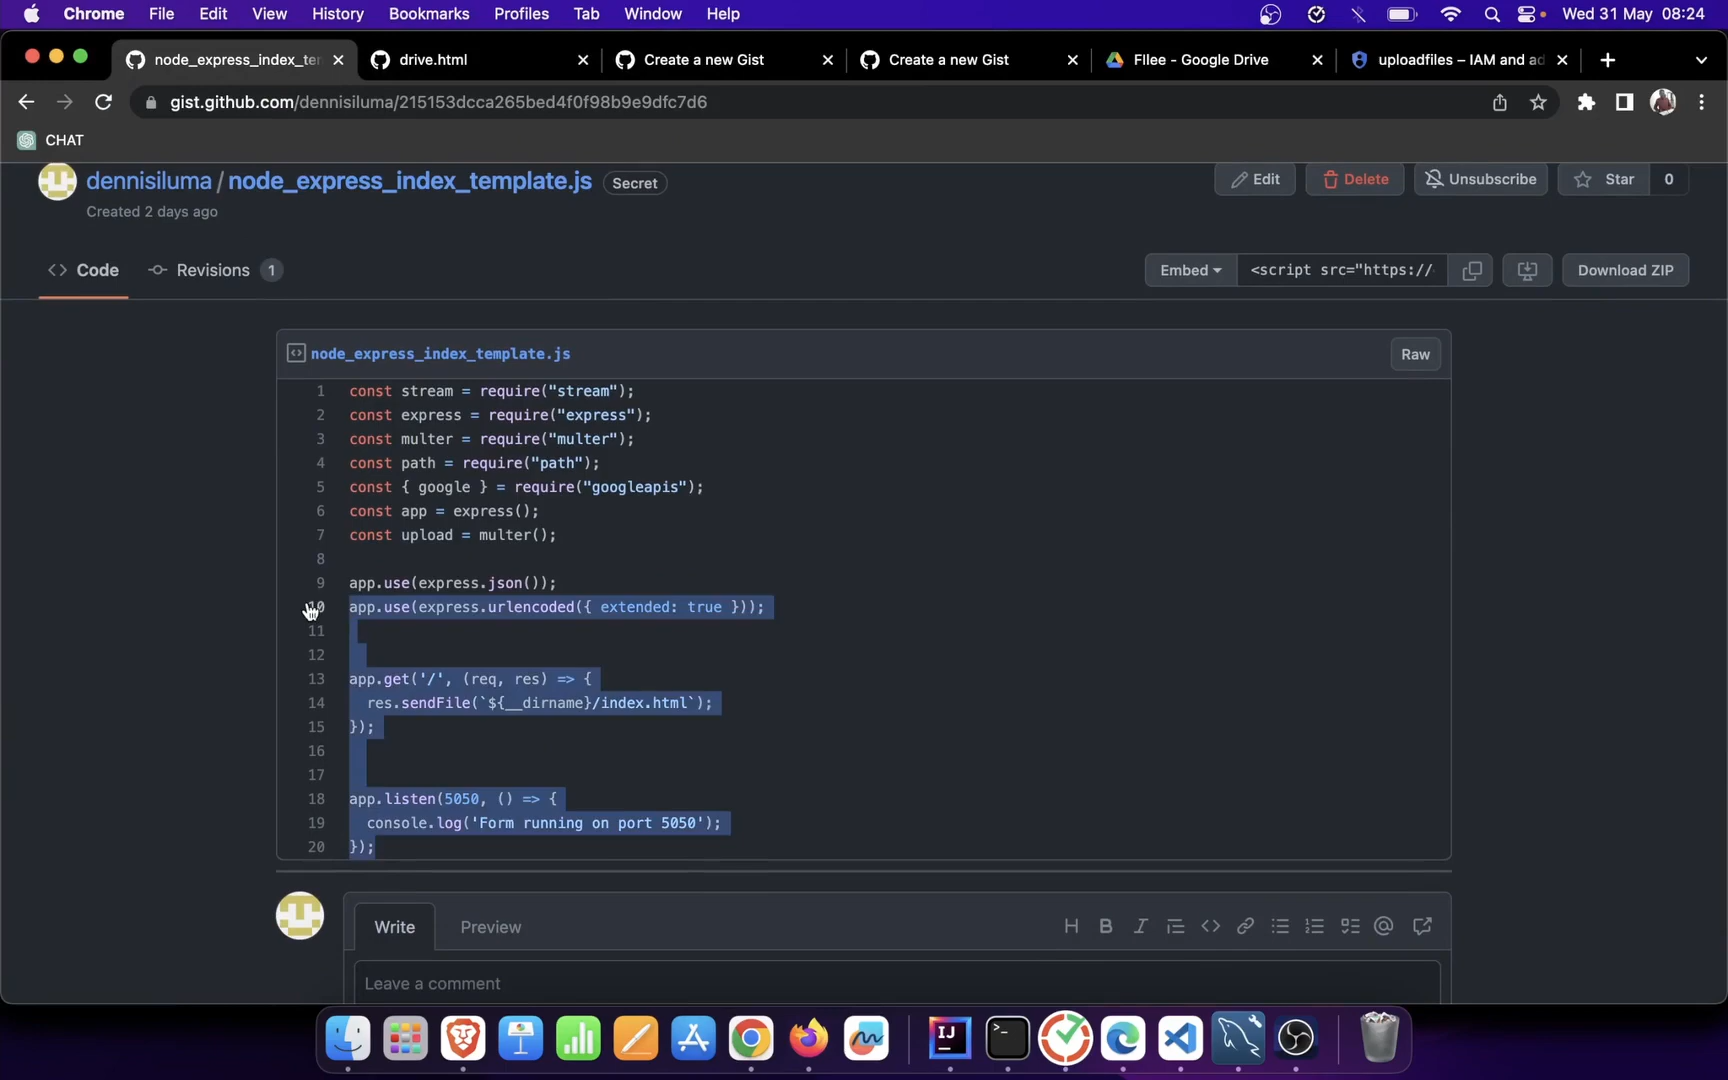 Chrome File Edit View History Bookmarks Profiles Tab Window Help Wed 31 May 08:24
node_express_index_ter drive.html Create a new Gist Create a new Gist FIlee - Google Drive uploadfiles – IAM and ad
gist.github.com/dennisiluma/215153dcca265bed4f0f98b9e9dfc7d6
CHAT
dennisiluma / node_express_index_template.js Secret Edit Delete Unsubscribe Star 0
Created 2 days ago
Code Revisions 1 Embed <script src="https:// Download ZIP
node_express_index_template.js Raw
1 const stream = require("stream");
2 const express = require("express");
3 const multer = require("multer");
4 const path = require("path");
5 const { google } = require("googleapis");
6 const app = express();
7 const upload = multer();
8
9 app.use(express.json());
10 app.use(express.urlencoded({ extended: true }));
11
12
13 app.get('/', (req, res) => {
14 res.sendFile(`${__dirname}/index.html`);
15 });
16
17
18 app.listen(5050, () => {
19 console.log('Form running on port 5050');
20 });
Write Preview
Leave a comment